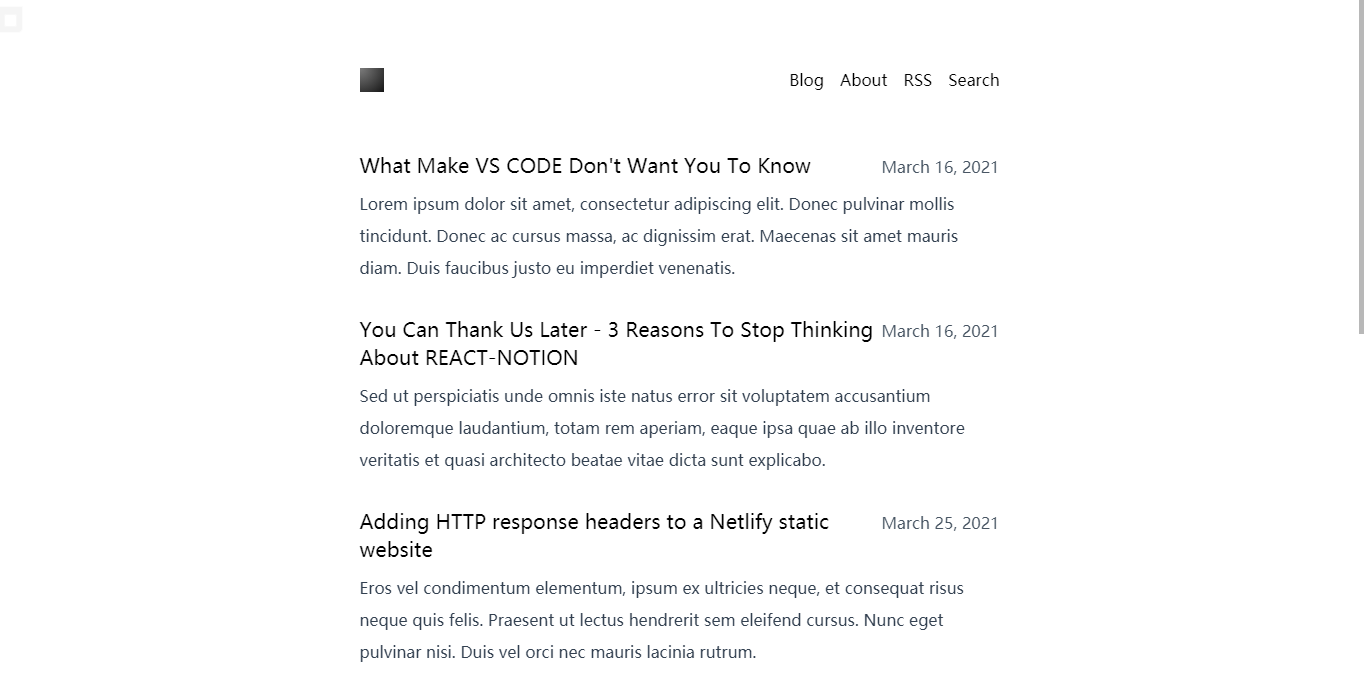 Blog About RSS Search
What Make VS CODE Don't Want You To Know
March 16, 2021
Lorem ipsum dolor sit amet, consectetur adipiscing elit. Donec pulvinar mollis
tincidunt. Donec ac cursus massa, ac dignissim erat. Maecenas sit amet mauris
diam. Duis faucibus justo eu imperdiet venenatis.
You Can Thank Us Later - 3 Reasons To Stop Thinking
About REACT-NOTION
March 16, 2021
Sed ut perspiciatis unde omnis iste natus error sit voluptatem accusantium
doloremque laudantium, totam rem aperiam, eaque ipsa quae ab illo inventore
veritatis et quasi architecto beatae vitae dicta sunt explicabo.
Adding HTTP response headers to a Netlify static
website
March 25, 2021
Eros vel condimentum elementum, ipsum ex ultricies neque, et consequat risus
neque quis felis. Praesent ut lectus hendrerit sem eleifend cursus. Nunc eget
pulvinar nisi. Duis vel orci nec mauris lacinia rutrum.